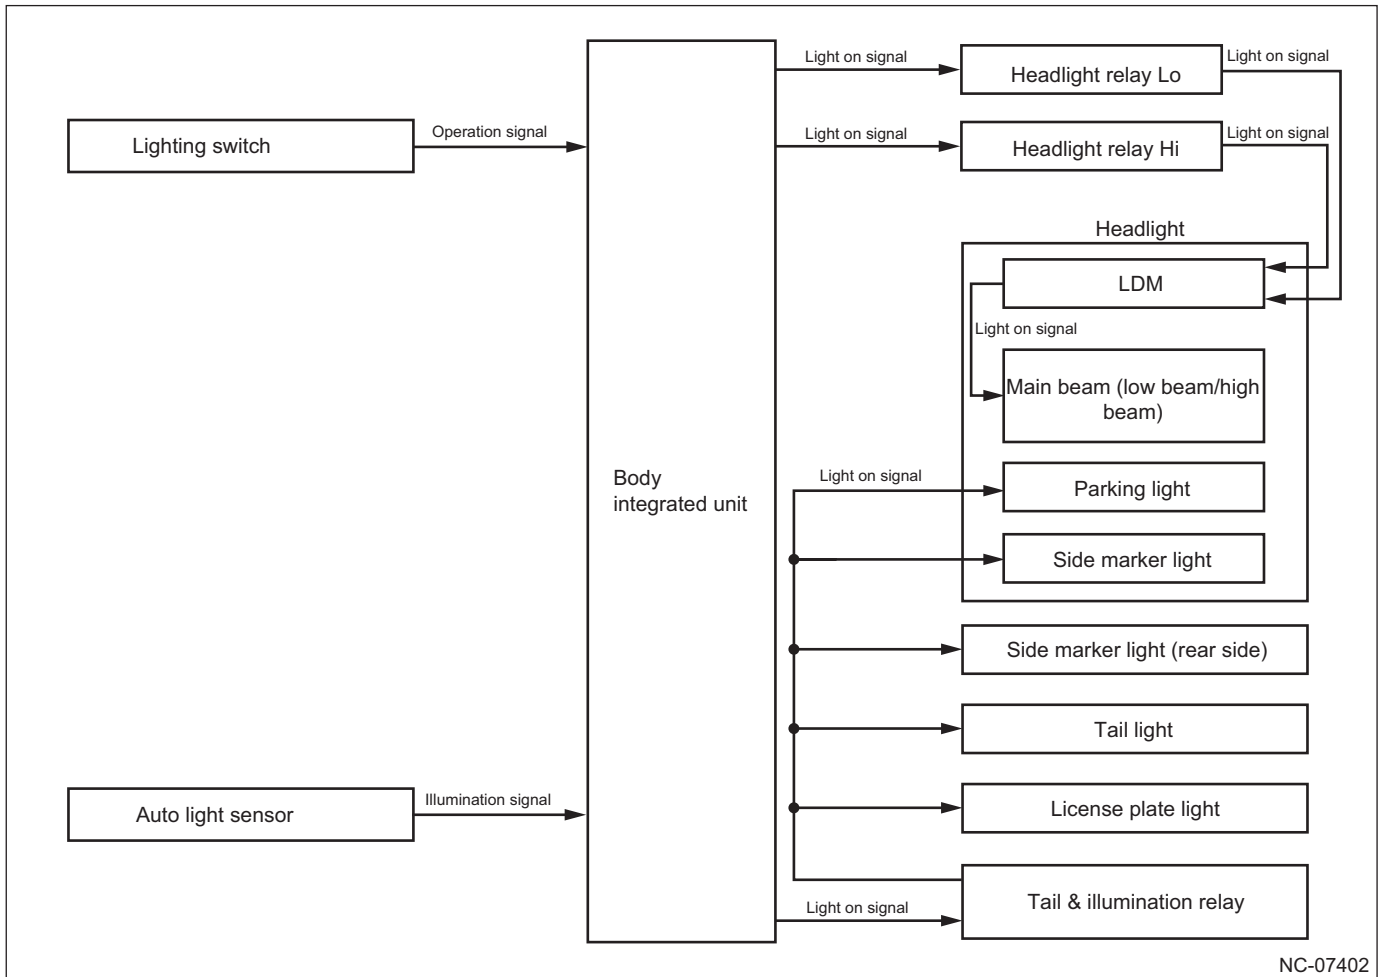 Light on signal
Headlight relay Lo
Light on signal
Lighting switch
Operation signal
Light on signal
Headlight relay Hi
Light on signal
Headlight
LDM
Light on signal
Main beam (low beam/high
beam)
Body
integrated unit
Light on signal
Parking light
Side marker light
Side marker light (rear side)
Tail light
Auto light sensor
Illumination signal
License plate light
Light on signal
Tail & illumination relay
NC-07402